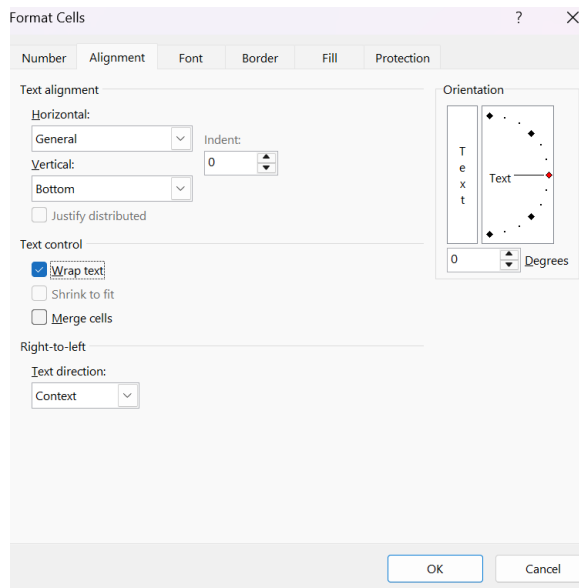 Format Cells ?
Number Alignment Font Border Fill Protection
Text alignment
Horizontal:
General
Indent:
0
Vertical:
Bottom
Justify distributed
Text control
Wrap text
Shrink to fit
Merge cells
Right-to-left
Text direction:
Context
Orientation
Text
Text
0 Degrees
OK Cancel